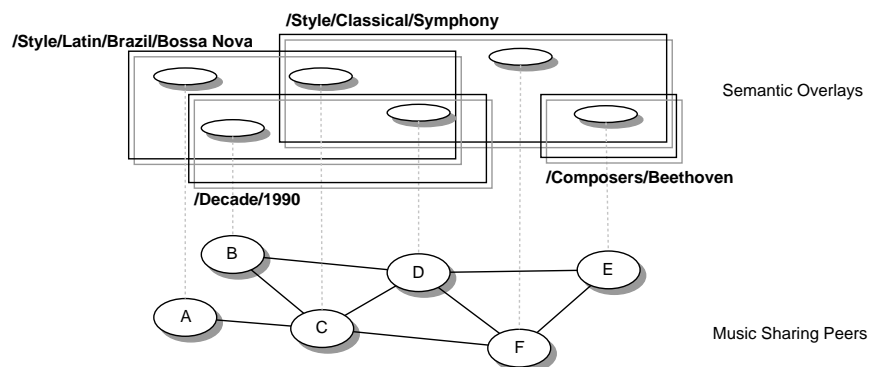 /Style/Classical/Symphony
/Style/Latin/Brazil/Bossa Nova
Semantic Overlays
/Composers/Beethoven
/Decade/1990
B
D
E
A
C
F
Music Sharing Peers